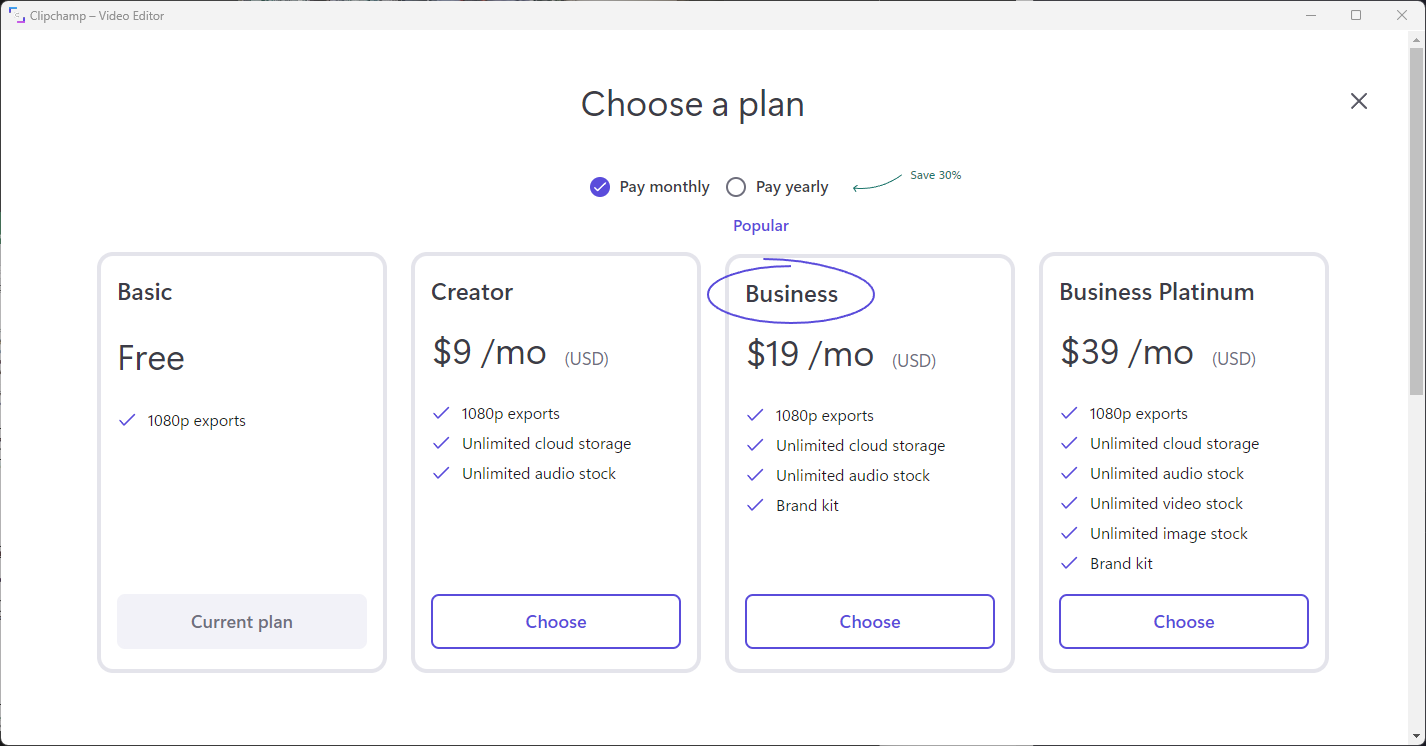 Clipchamp – Video Editor
Choose a plan
Pay monthly
Pay yearly
Save 30%
Popular
Basic
Free
1080p exports
Current plan
Creator
$9 /mo (USD)
1080p exports
Unlimited cloud storage
Unlimited audio stock
Choose
Business
$19 /mo (USD)
1080p exports
Unlimited cloud storage
Unlimited audio stock
Brand kit
Choose
Business Platinum
$39 /mo (USD)
1080p exports
Unlimited cloud storage
Unlimited audio stock
Unlimited video stock
Unlimited image stock
Brand kit
Choose